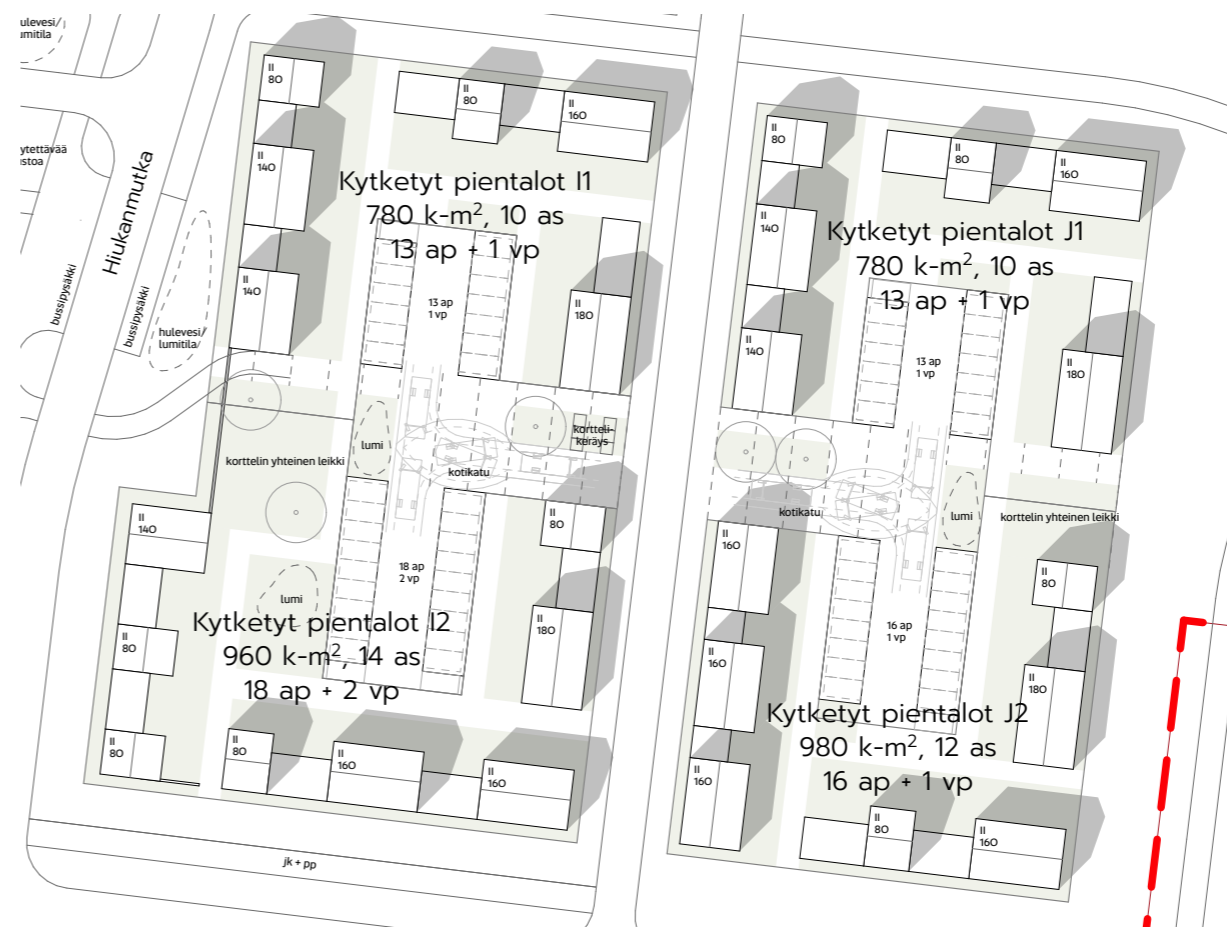 ulevesi/
umitila
ytettävää
istoa
Hiukanmutka
bussipysäkki
bussipysäkki
hulevesi/
lumitila
II
80
II
140
II
140
II
80
II
160
Kytketyt pientalot I1
780 k-m², 10 as
13 ap + 1 vp
13 ap
1 vp
II
180
lumi
kortteli-
keräys
korttelin yhteinen leikki
kotikatu
II
140
II
80
II
80
lumi
18 ap
2 vp
II
80
II
180
Kytketyt pientalot I2
960 k-m², 14 as
18 ap + 2 vp
II
80
II
160
II
160
jk + pp
II
80
II
140
II
140
II
80
II
160
Kytketyt pientalot J1
780 k-m², 10 as
13 ap + 1 vp
13 ap
1 vp
II
180
kotikatu
lumi
korttelin yhteinen leikki
II
160
II
160
II
160
16 ap
1 vp
II
80
II
180
Kytketyt pientalot J2
980 k-m², 12 as
16 ap + 1 vp
II
80
II
160